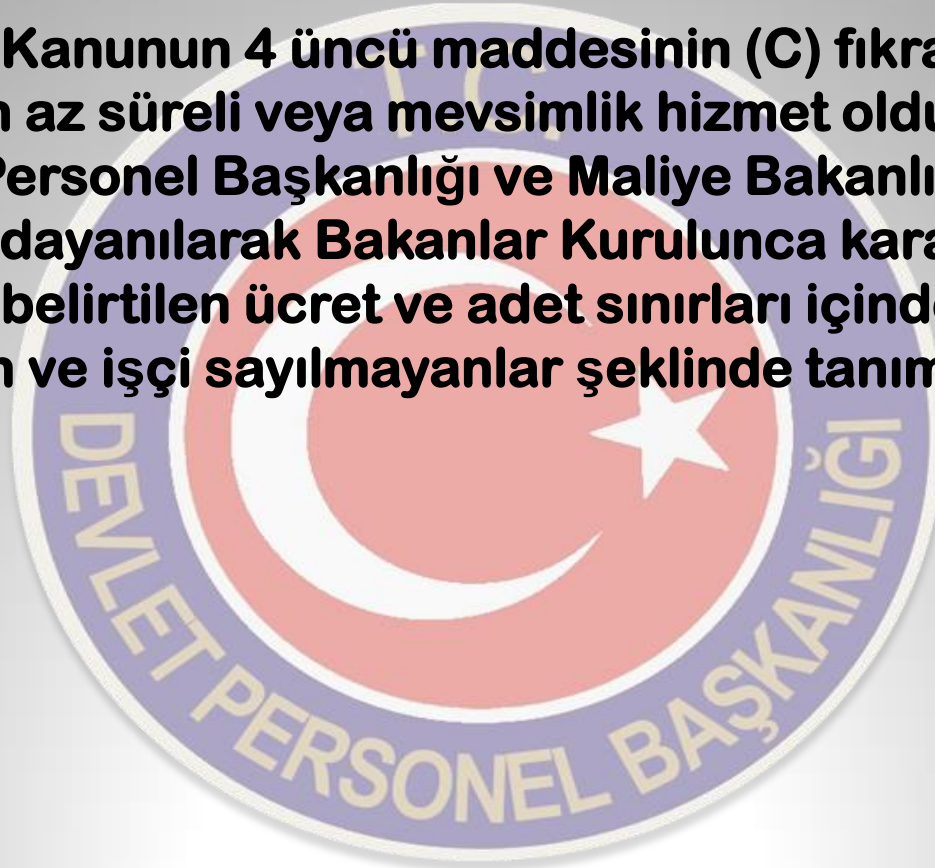 Kanunun 4 üncü maddesinin (C) fıkra
az süreli veya mevsimlik hizmet oldu
Personel Başkanlığı ve Maliye Bakanlı
dayanılarak Bakanlar Kurulunca kara
belirtilen ücret ve adet sınırları içind
ve işçi sayılmayanlar şeklinde tanım
T.C.
DEVLET PERSONEL BAŞKANLIĞI